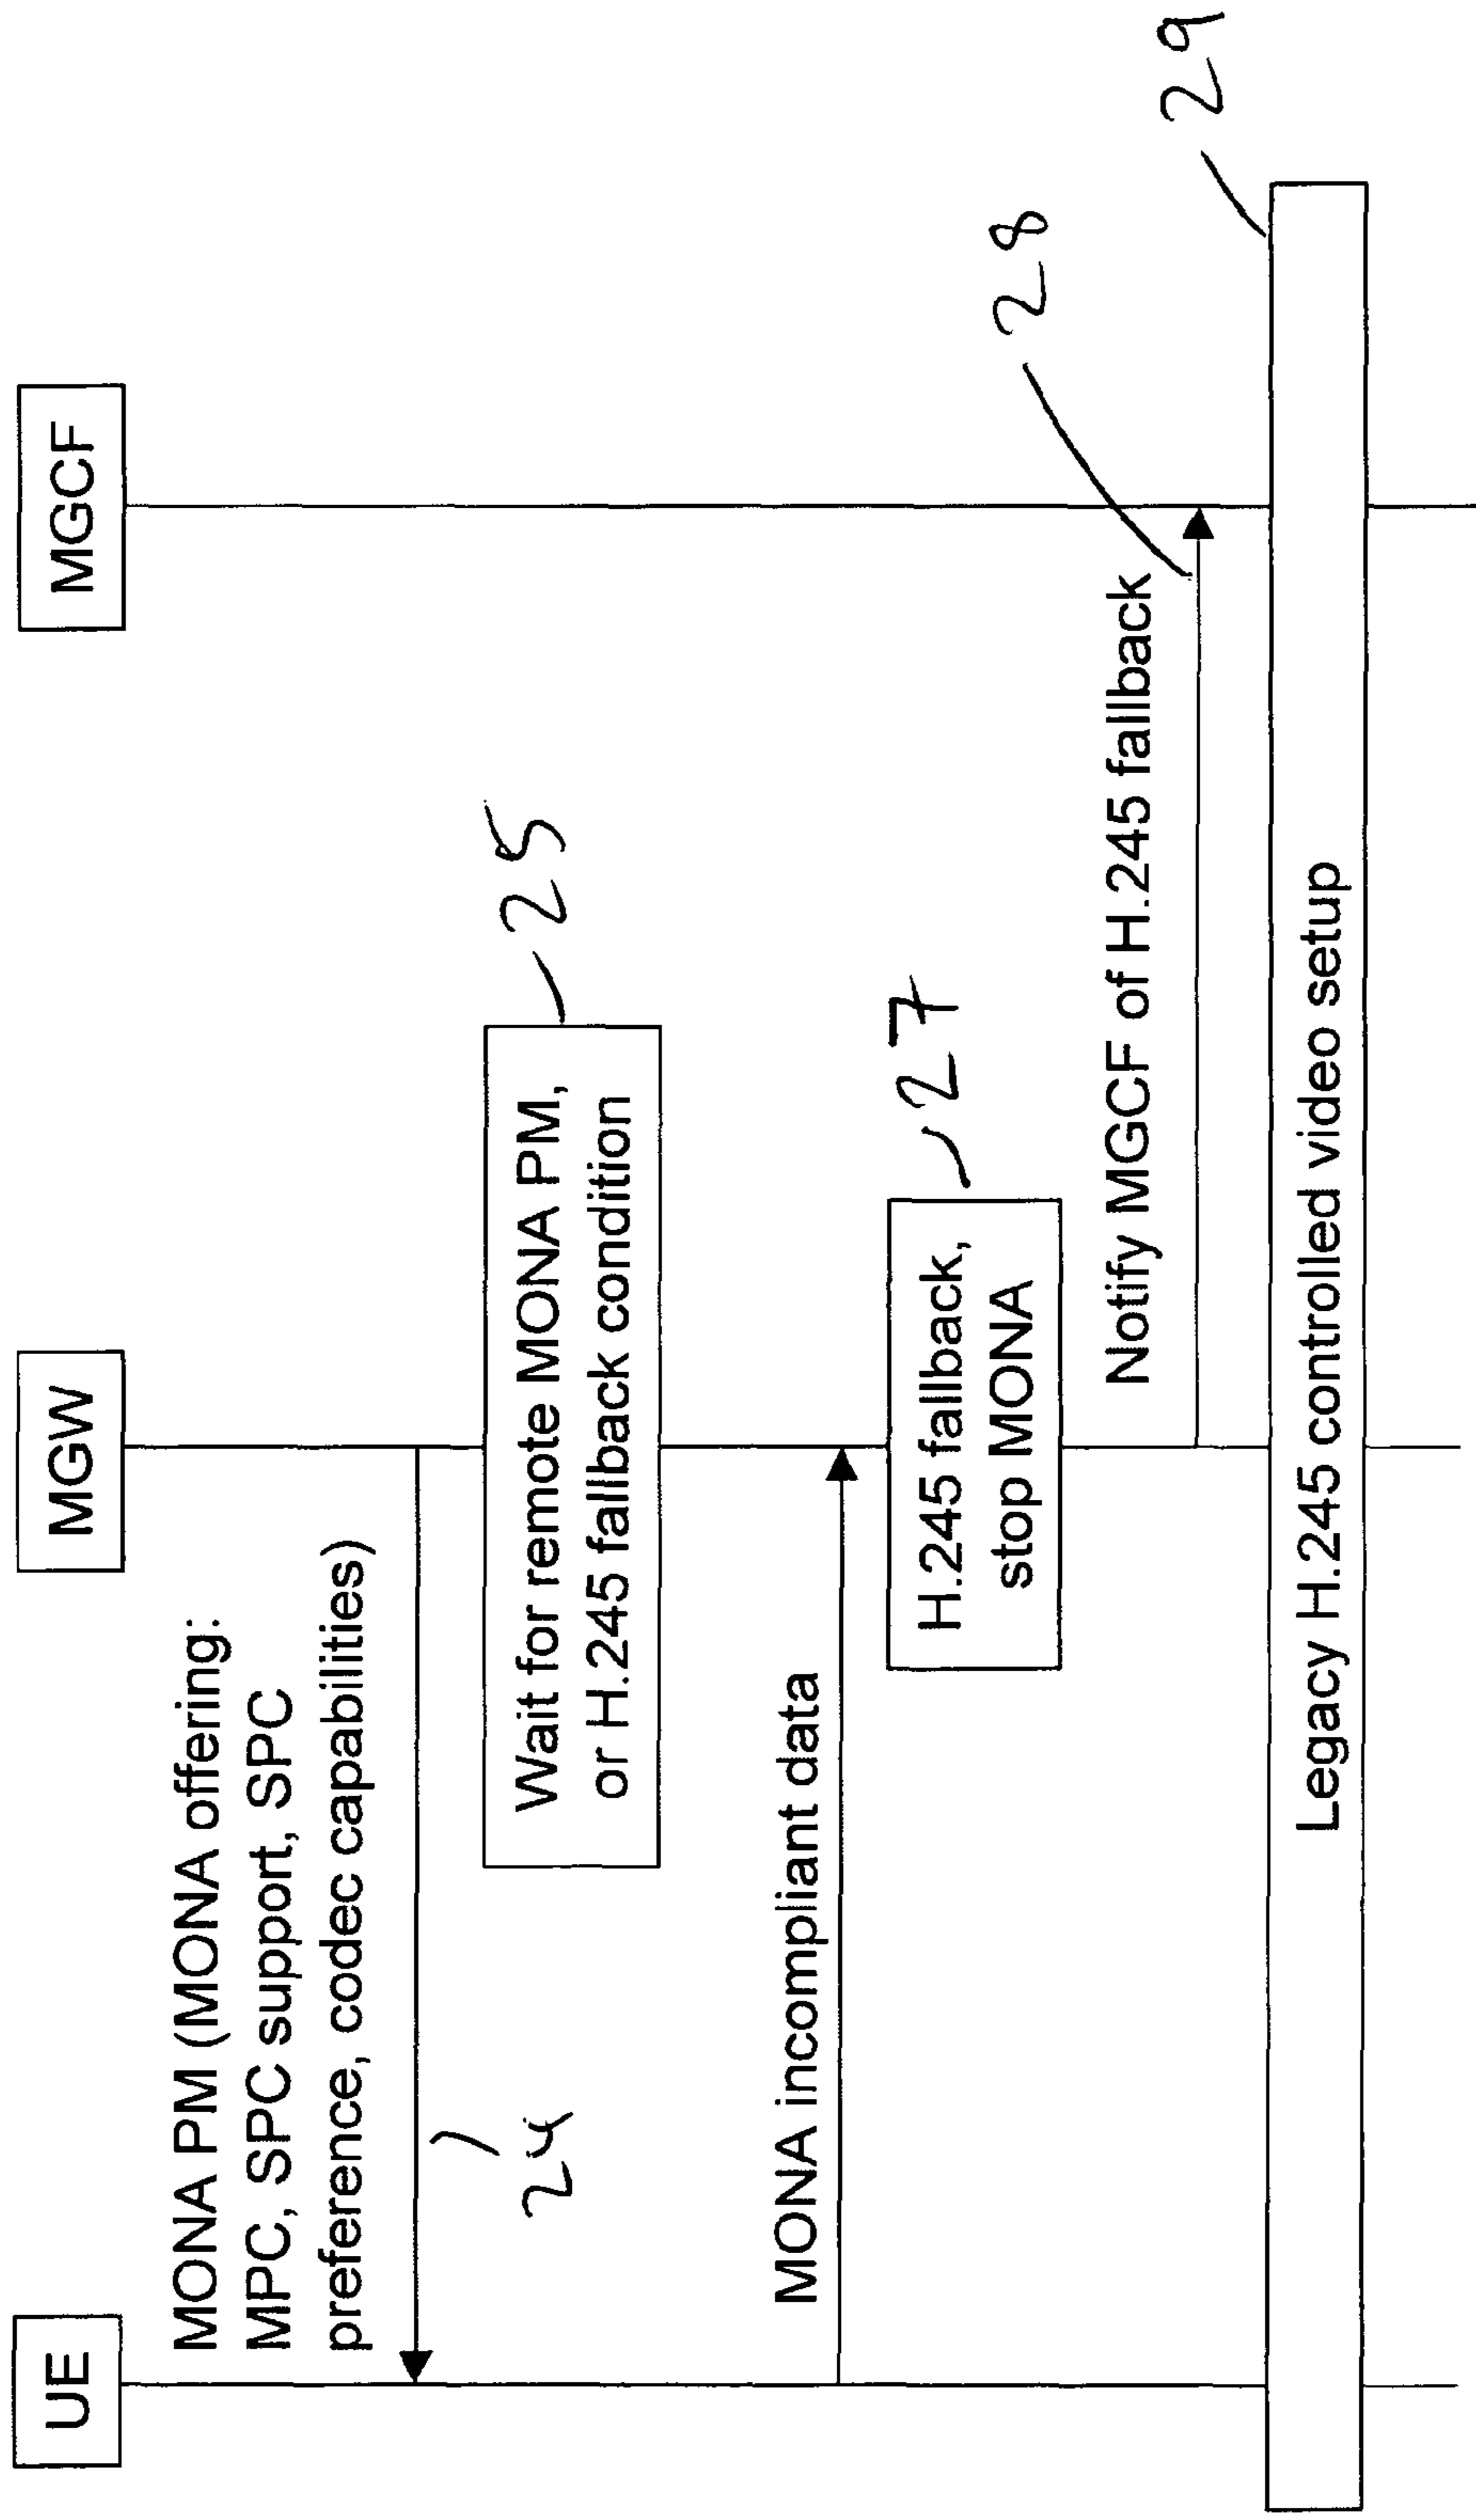 UE
MGW
MGCF
MONA PM (MONA offering:
MPC, SPC support, SPC
preference, codec capabilities)
24
Wait for remote MONA PM,
or H.245 fallback condition
25
MONA incompliant data
H.245 fallback,
stop MONA
27
Notify MGCF of H.245 fallback
28
Legacy H.245 controlled video setup
29